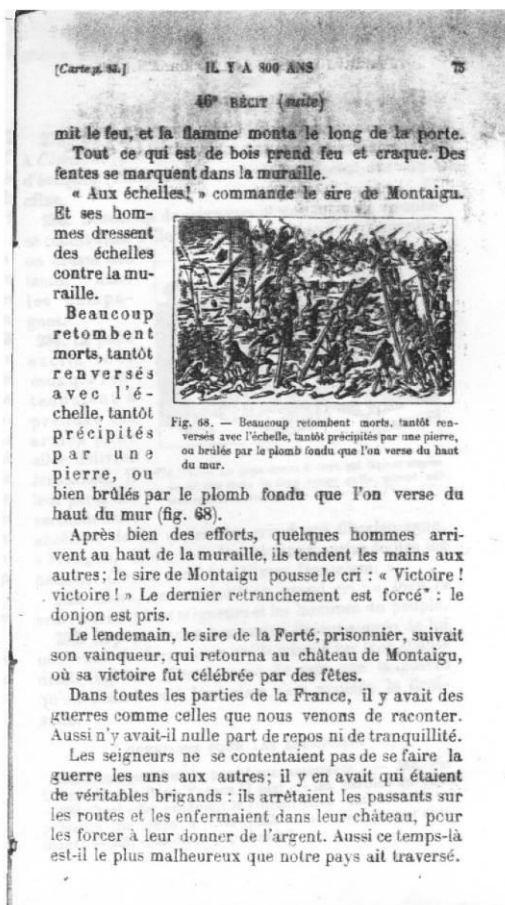 [Carte p. 83.] IL Y A 800 ANS 75
46e RÉCIT (suite)
mit le feu, et la flamme monta le long de la porte.
Tout ce qui est de bois prend feu et craque. Des
fentes se marquent dans la muraille.
« Aux échelles! » commande le sire de Montaigu.
Et ses hom-
mes dressent
des échelles
contre la mu-
raille.
Beaucoup
retombent
morts, tantôt
renversés
avec l'é-
chelle, tantôt
précipités
par une
pierre, ou
Fig. 68. — Beaucoup retombent morts, tantôt ren-
versés avec l'échelle, tantôt précipités par une pierre,
ou brûlés par le plomb fondu que l'on verse du haut
du mur.
bien brûlés par le plomb fondu que l'on verse du
haut du mur (fig. 68).
Après bien des efforts, quelques hommes arri-
vent au haut de la muraille, ils tendent les mains aux
autres; le sire de Montaigu pousse le cri : « Victoire !
victoire ! » Le dernier retranchement est forcé* : le
donjon est pris.
Le lendemain, le sire de la Ferté, prisonnier, suivait
son vainqueur, qui retourna au château de Montaigu,
où sa victoire fut célébrée par des fêtes.
Dans toutes les parties de la France, il y avait des
guerres comme celles que nous venons de raconter.
Aussi n'y avait-il nulle part de repos ni de tranquillité.
Les seigneurs ne se contentaient pas de se faire la
guerre les uns aux autres; il y en avait qui étaient
de véritables brigands : ils arrêtaient les passants sur
les routes et les enfermaient dans leur château, pour
les forcer à leur donner de l'argent. Aussi ce temps-là
est-il le plus malheureux que notre pays ait traversé.